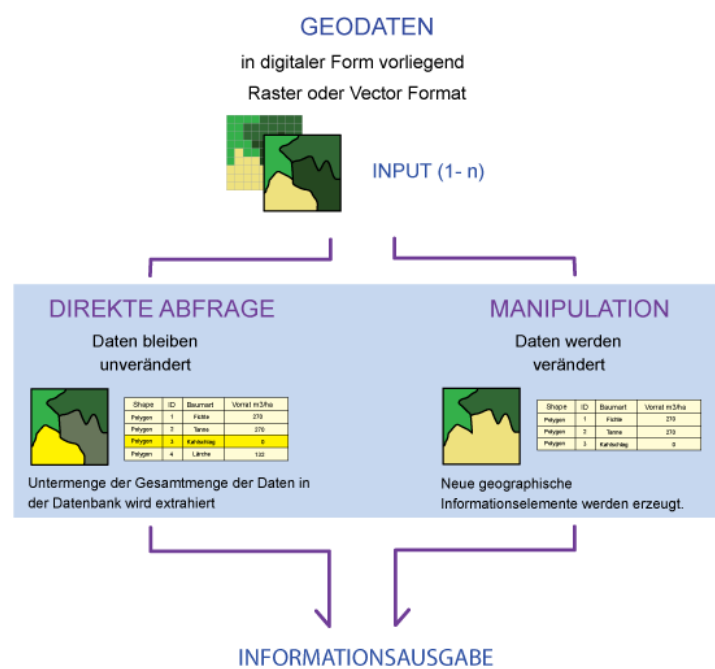 GEODATEN
in digitaler Form vorliegend
Raster oder Vector Format
INPUT (1- n)
DIREKTE ABFRAGE
Daten bleiben
unverändert
Shape ID Baumart Vorrat m3/ha
Polygon 1 Fichte 270
Polygon 2 Tanne 270
Polygon 3 Kahlschlag 0
Polygon 4 Lärche 132
Untermenge der Gesamtmenge der Daten in
der Datenbank wird extrahiert
MANIPULATION
Daten werden
verändert
Shape ID Baumart Vorrat m3/ha
Polygon 1 Fichte 270
Polygon 2 Tanne 270
Polygon 3 Kahlschlag 0
Neue geographische
Informationselemente werden erzeugt.
INFORMATIONSAUSGABE